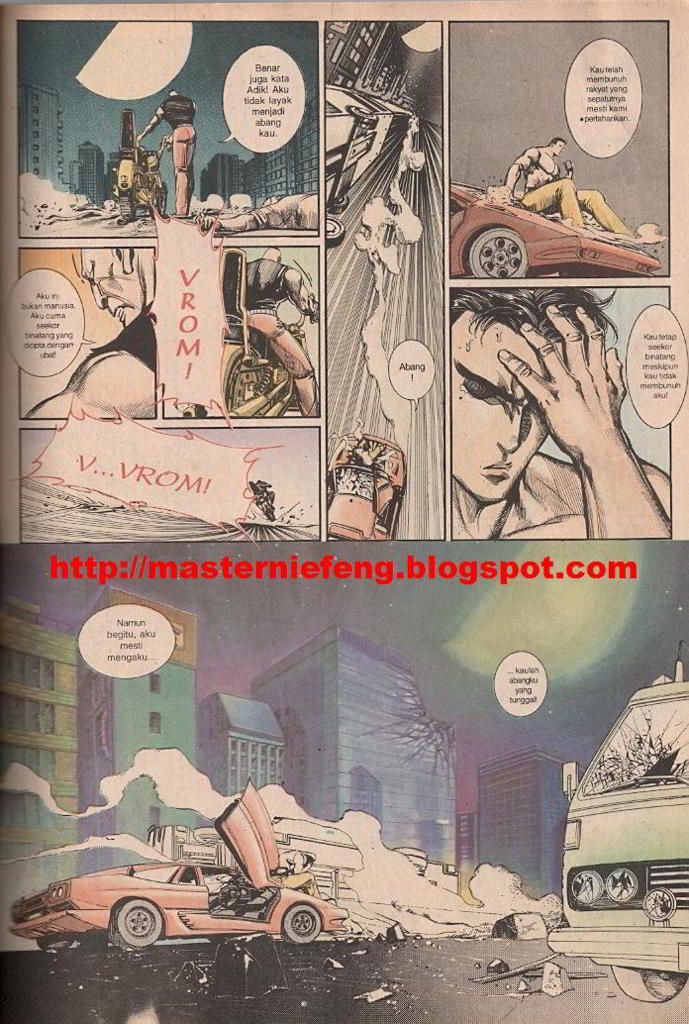 Benar
juga kata
Adik! Aku
tidak layak
menjadi
abang
kau.
Aku ini
bukan manusia.
Aku cuma
seekor
binatang yang
dicipta dengan
ubat!
VROM!
V...VROM!
Abang
!
Kau telah
membunuh
rakyat yang
sepatutnya
mesti kami
pertahankan.
Aku tetap
seekor
binatang
meskipun
kau tidak
membunuh
aku!
http://masterniefeng.blogspot.com
Namun
begitu, aku
mesti
mengaku...
... kaulah
abangku
yang
tunggal!